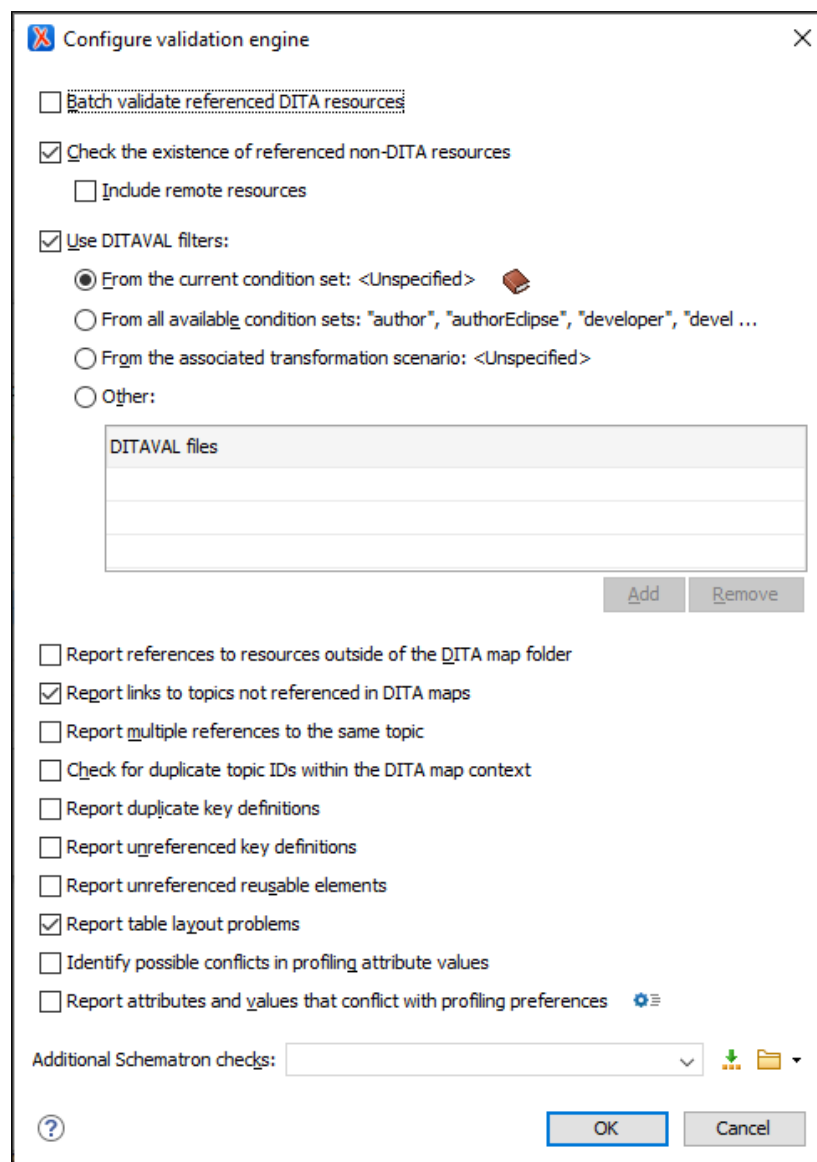 Configure validation engine
Batch validate referenced DITA resources
Check the existence of referenced non-DITA resources
Include remote resources
Use DITAVAL filters:
From the current condition set: <Unspecified>
From all available condition sets: "author", "authorEclipse", "developer", "devel ...
From the associated transformation scenario: <Unspecified>
Other:
DITAVAL files
Add Remove
Report references to resources outside of the DITA map folder
Report links to topics not referenced in DITA maps
Report multiple references to the same topic
Check for duplicate topic IDs within the DITA map context
Report duplicate key definitions
Report unreferenced key definitions
Report unreferenced reusable elements
Report table layout problems
Identify possible conflicts in profiling attribute values
Report attributes and values that conflict with profiling preferences
Additional Schematron checks:
OK Cancel